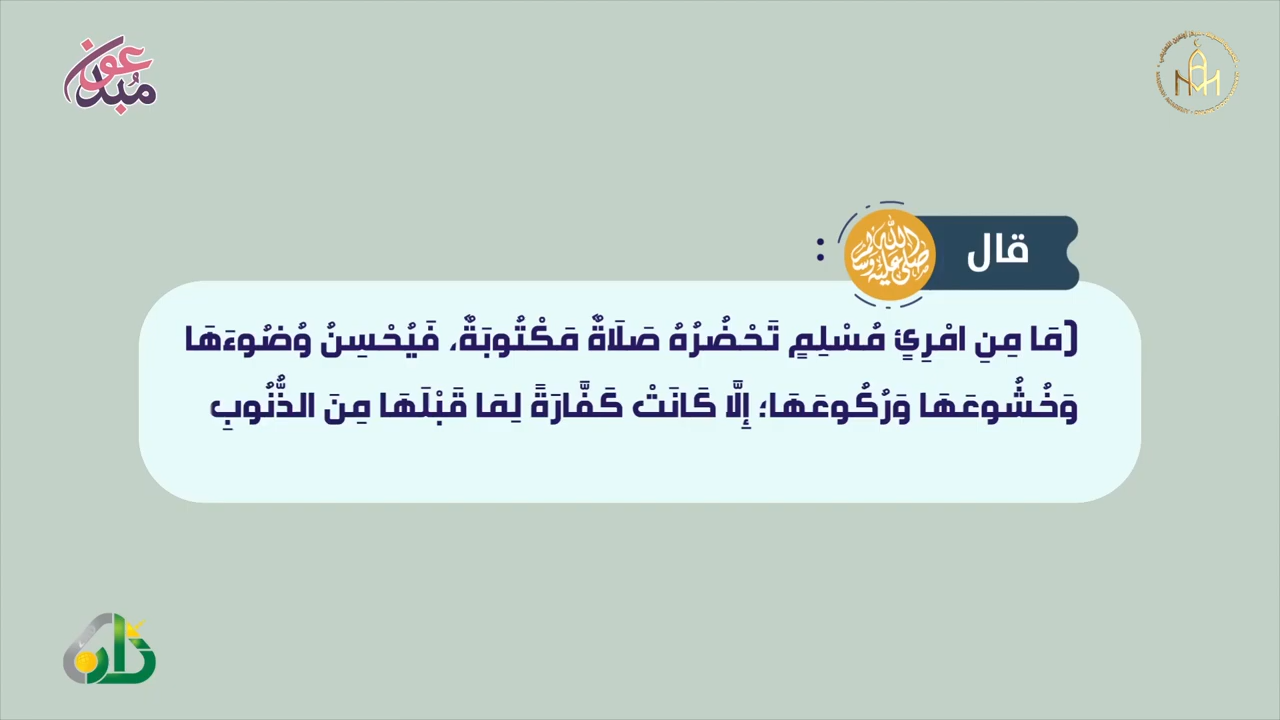 مبدعون
قال ﷺ :
(مَا مِنِ امْرِئٍ مُسْلِمٍ تَحْضُرُهُ صَلَاةٌ مَكْتُوبَةٌ، فَيُحْسِنُ وُضُوءَهَا
وَخُشُوعَهَا وَرُكُوعَهَا؛ إِلَّا كَانَتْ كَفَّارَةً لِمَا قَبْلَهَا مِنَ الذُّنُوبِ